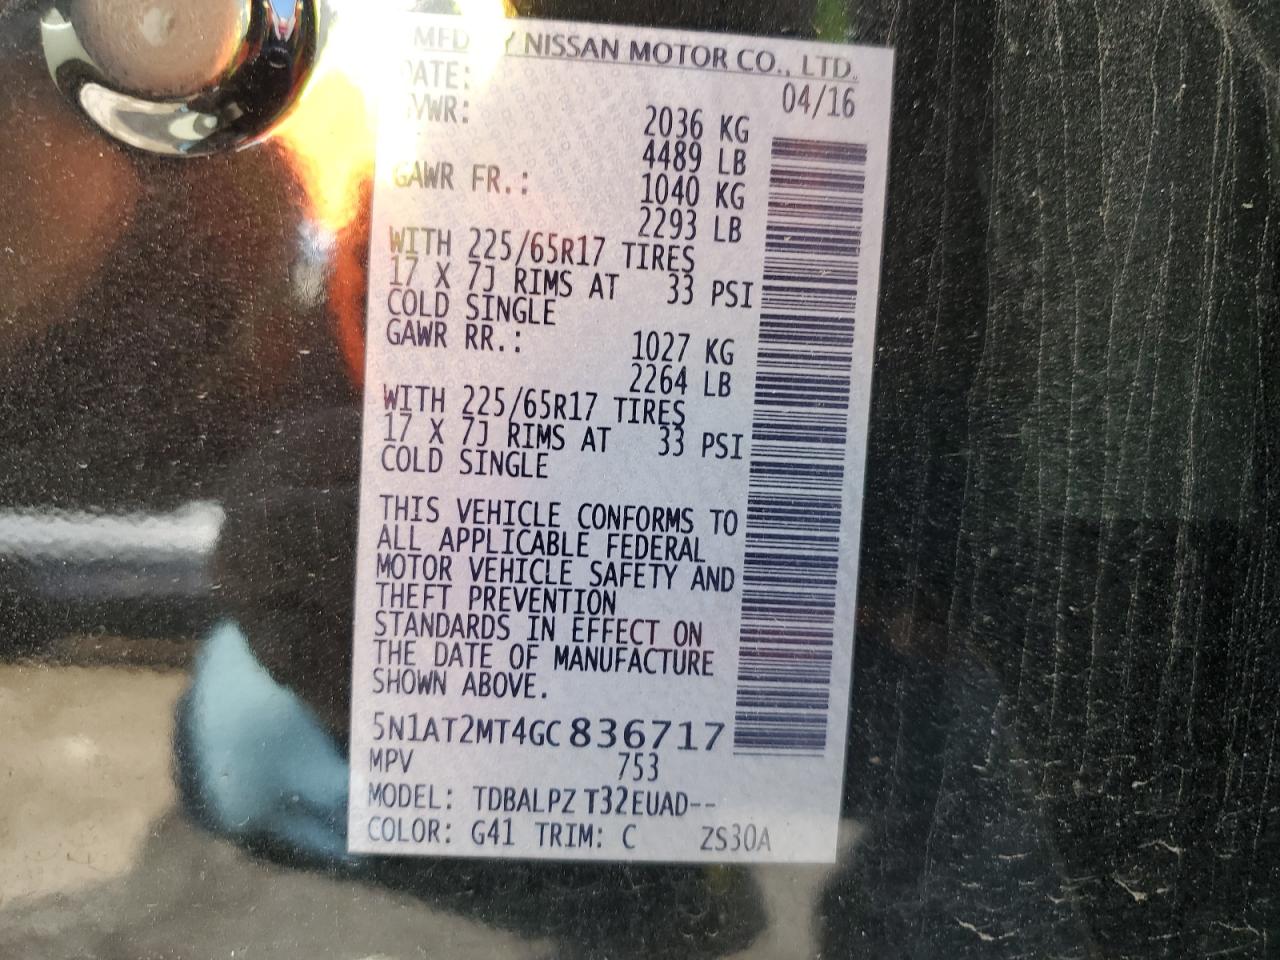 MFD Y NISSAN MOTOR CO., LTD.
DATE: 04/16
GVWR: 2036 KG
4489 LB
GAWR FR.: 1040 KG
2293 LB
WITH 225/65R17 TIRES
17 X 7J RIMS AT 33 PSI
COLD SINGLE
GAWR RR.: 1027 KG
2264 LB
WITH 225/65R17 TIRES
17 X 7J RIMS AT 33 PSI
COLD SINGLE
THIS VEHICLE CONFORMS TO
ALL APPLICABLE FEDERAL
MOTOR VEHICLE SAFETY AND
THEFT PREVENTION
STANDARDS IN EFFECT ON
THE DATE OF MANUFACTURE
SHOWN ABOVE.
5N1AT2MT4GC836717
MPV 753
MODEL: TDBALPZ T32EUAD--
COLOR: G41 TRIM: C ZS30A